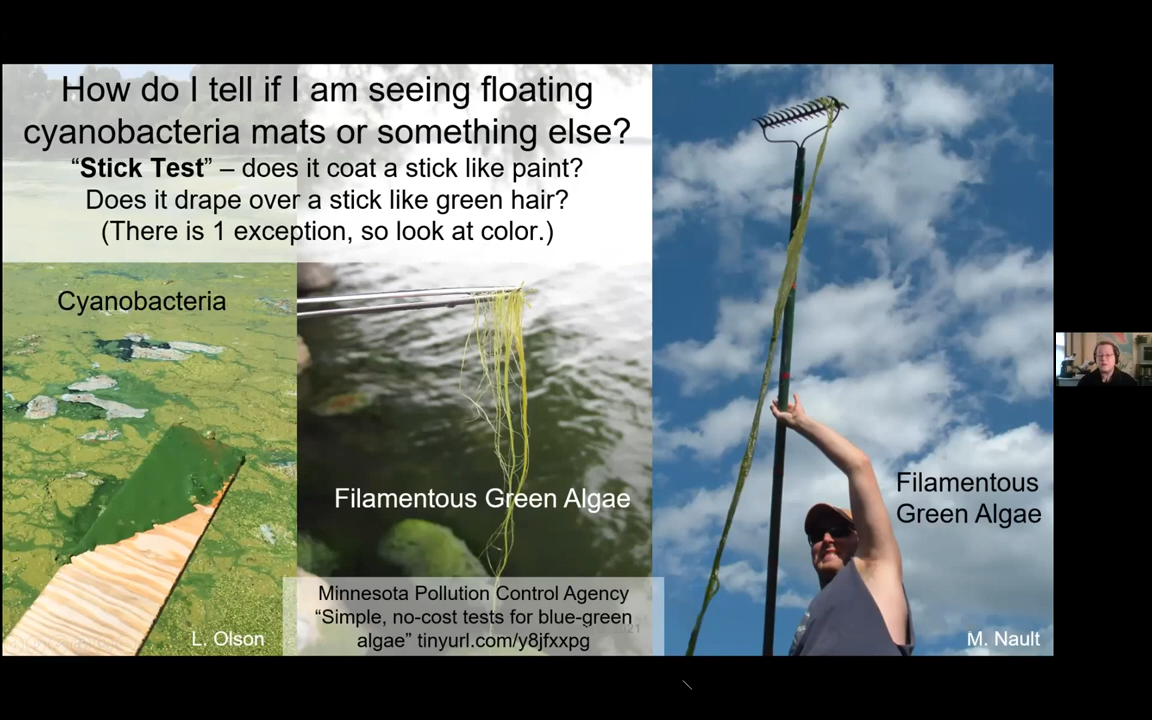 How do I tell if I am seeing floating
cyanobacteria mats or something else?
“Stick Test” – does it coat a stick like paint?
Does it drape over a stick like green hair?
(There is 1 exception, so look at color.)
Cyanobacteria
Filamentous Green Algae
Filamentous
Green Algae
Minnesota Pollution Control Agency
“Simple, no-cost tests for blue-green
algae” tinyurl.com/y8jfxxpg
L. Olson
M. Nault